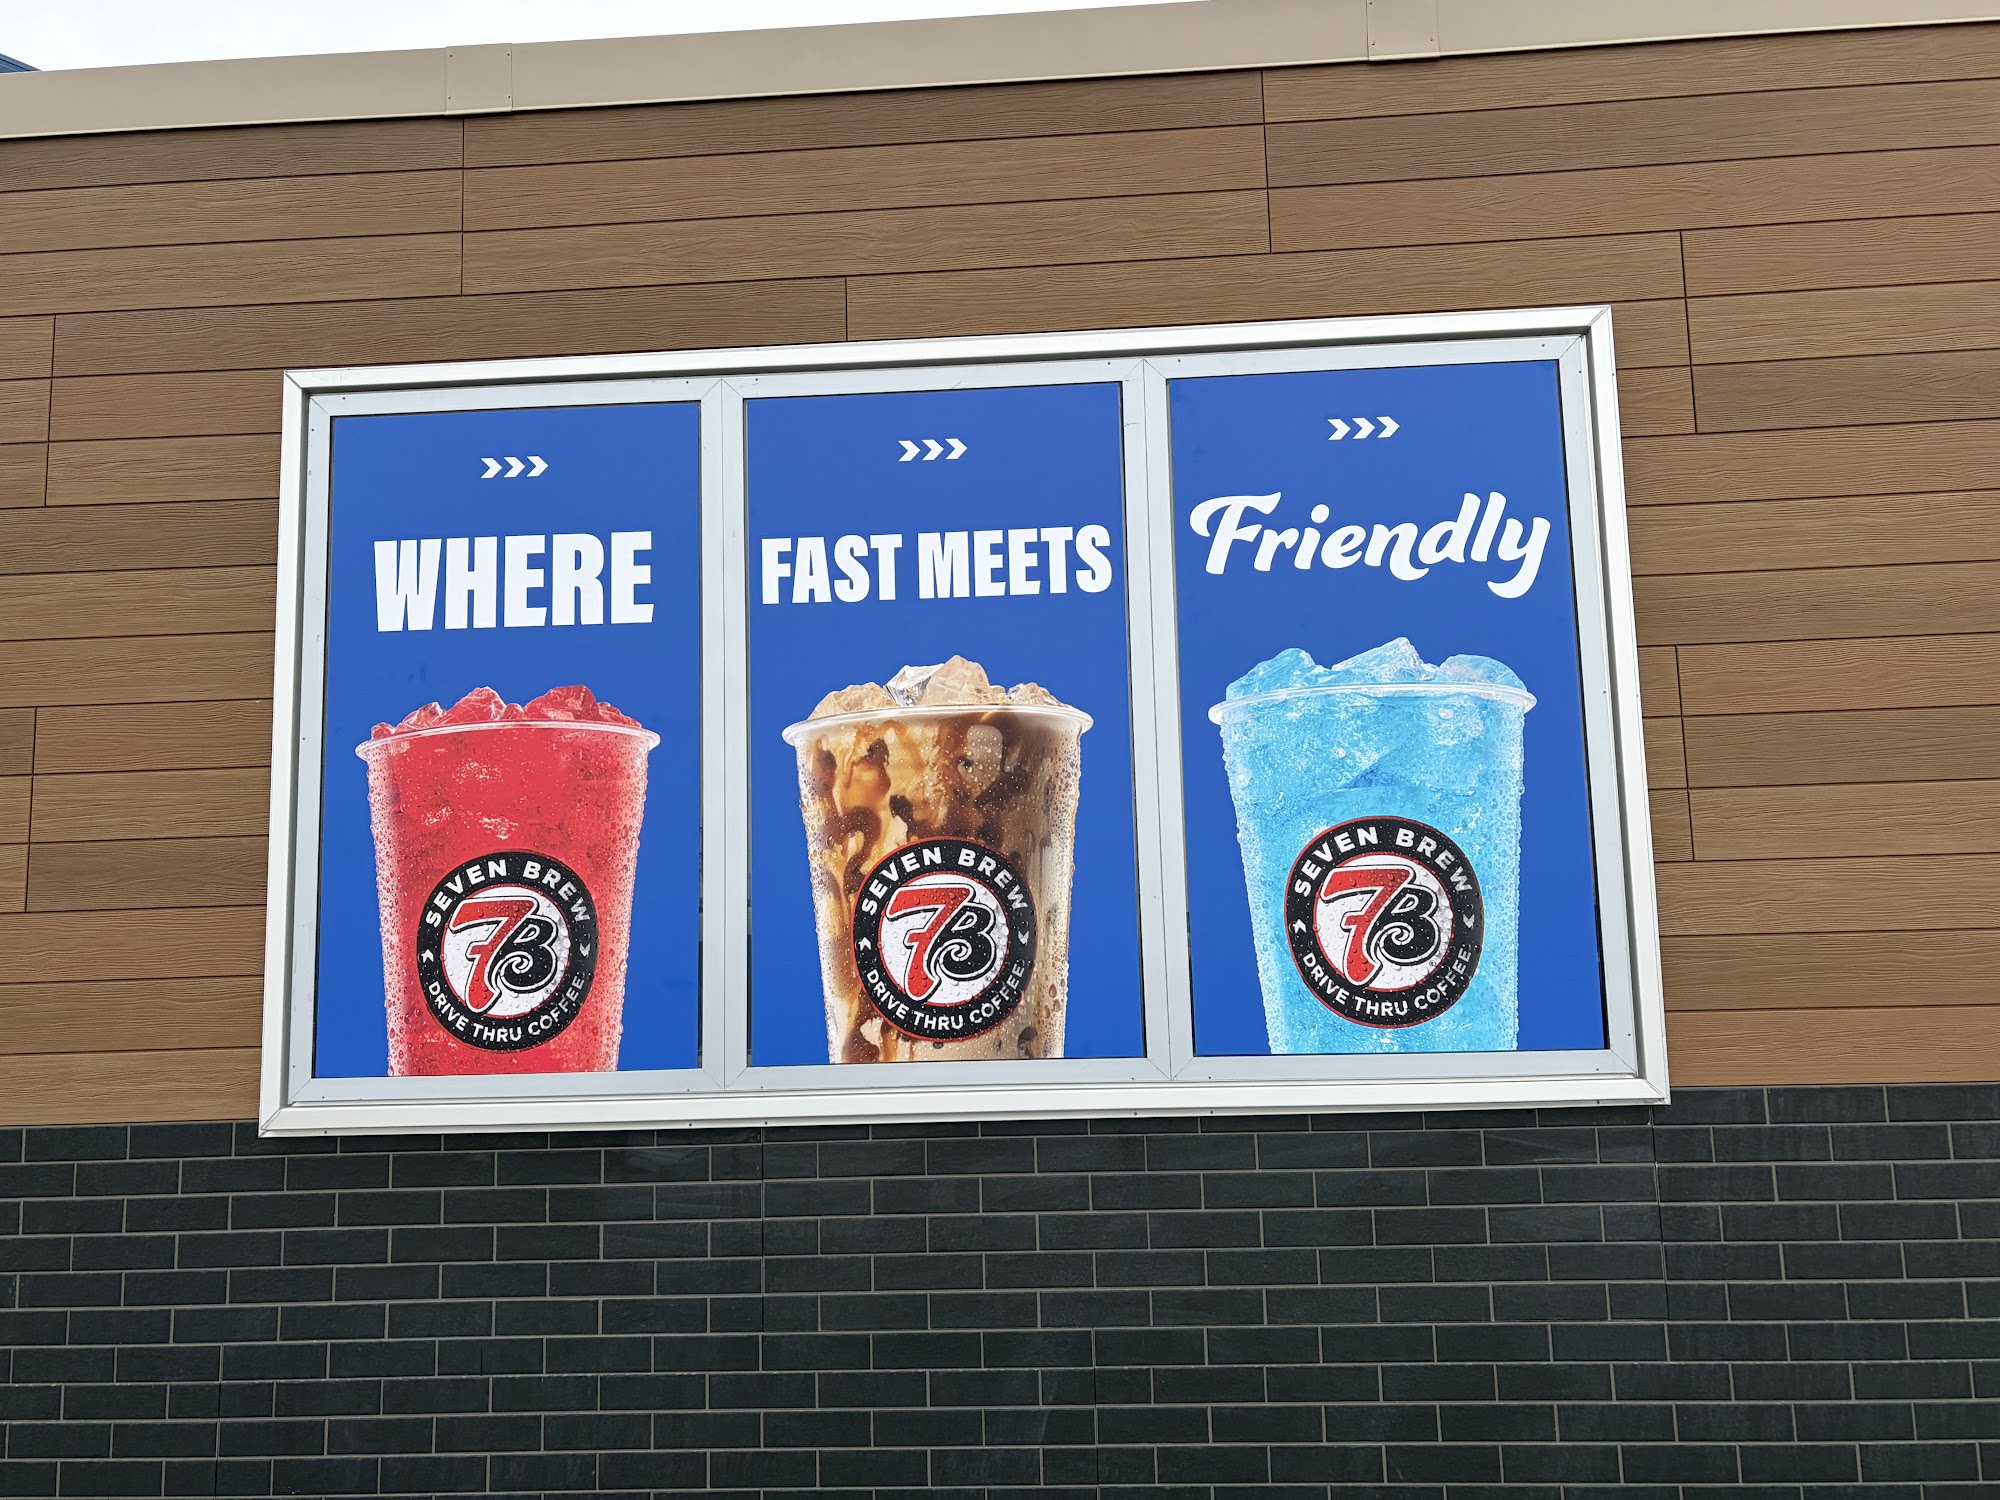 >>>
WHERE
SEVEN BREW
7B
DRIVE THRU COFFEE
>>>
FAST MEETS
SEVEN BREW
7B
DRIVE THRU COFFEE
>>>
Friendly
SEVEN BREW
7B
DRIVE THRU COFFEE